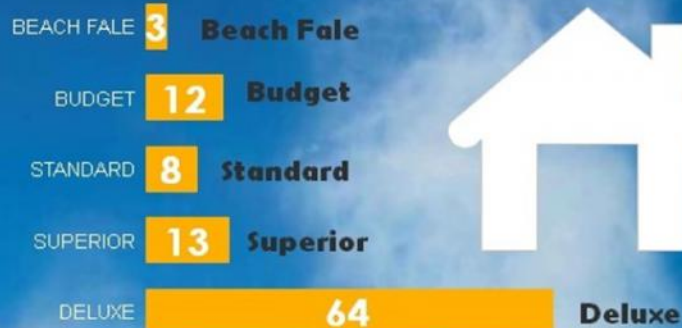 BEACH FALE 3 Beach Fale
BUDGET 12 Budget
STANDARD 8 Standard
SUPERIOR 13 Superior
DELUXE 64 Deluxe